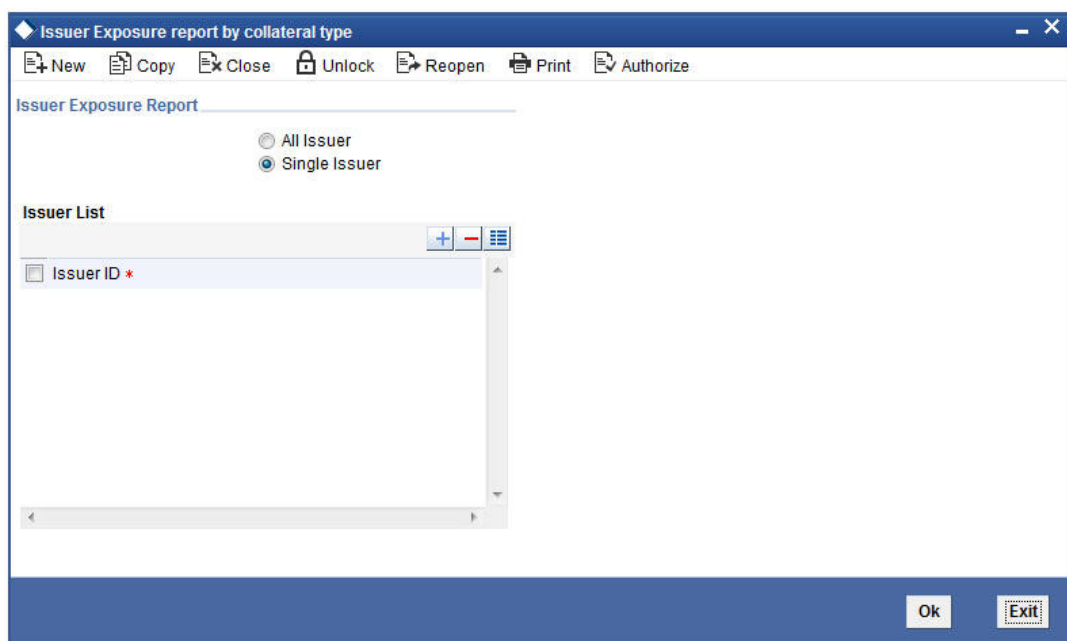 Issuer Exposure report by collateral type
New Copy Close Unlock Reopen Print Authorize
Issuer Exposure Report
All Issuer
Single Issuer
Issuer List
Issuer ID *
Ok Exit